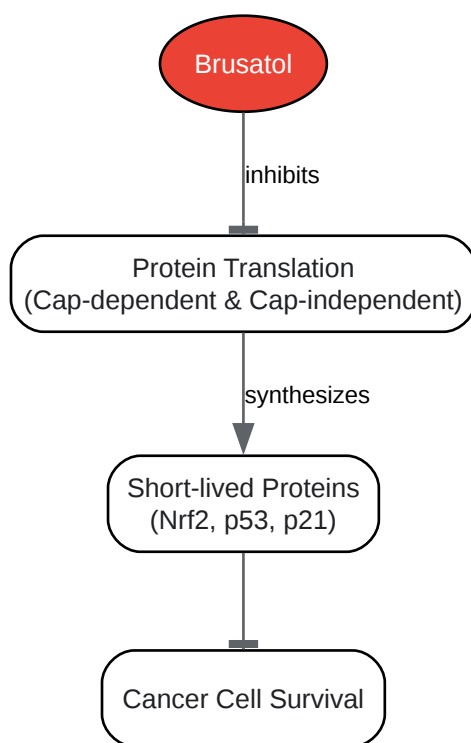 Brusatol
inhibits
Protein Translation
(Cap-dependent & Cap-independent)
synthesizes
Short-lived Proteins
(Nrf2, p53, p21)
Cancer Cell Survival